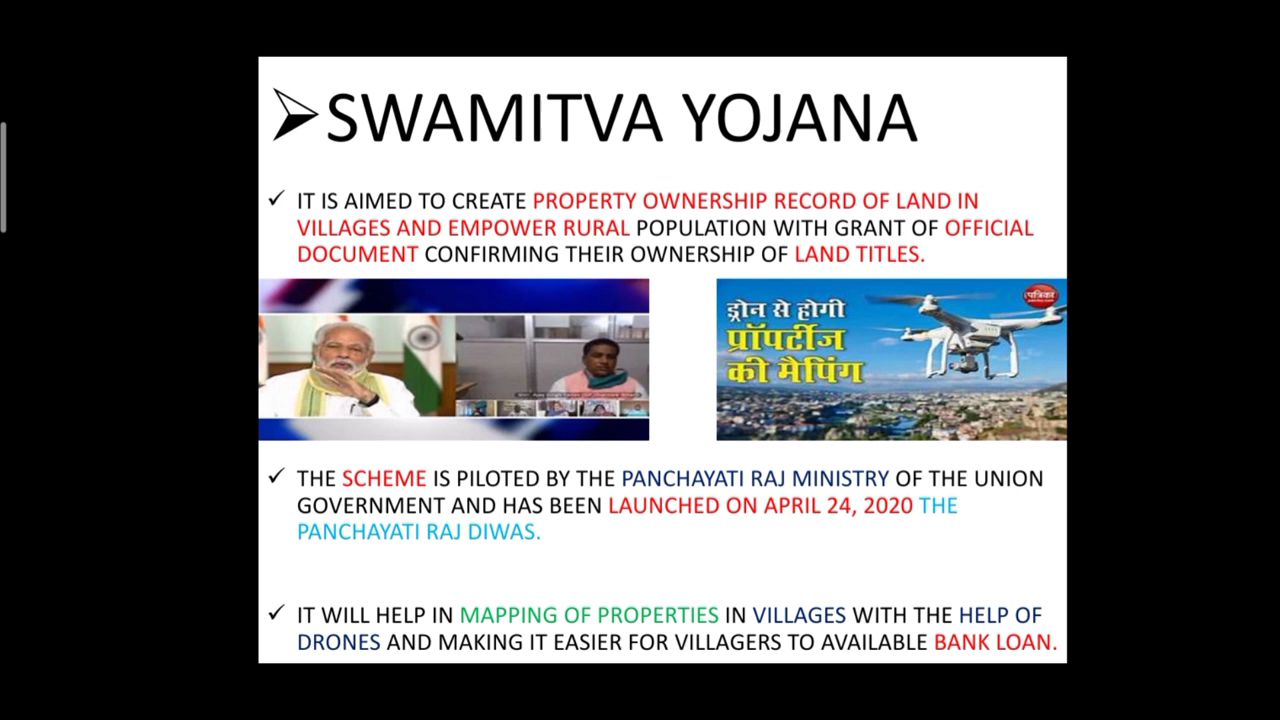 SWAMITVA YOJANA
IT IS AIMED TO CREATE PROPERTY OWNERSHIP RECORD OF LAND IN
VILLAGES AND EMPOWER RURAL POPULATION WITH GRANT OF OFFICIAL
DOCUMENT CONFIRMING THEIR OWNERSHIP OF LAND TITLES.
ड्रोन से होगी
प्रॉपर्टीज
की मैपिंग
पत्रिका
THE SCHEME IS PILOTED BY THE PANCHAYATI RAJ MINISTRY OF THE UNION
GOVERNMENT AND HAS BEEN LAUNCHED ON APRIL 24, 2020 THE
PANCHAYATI RAJ DIWAS.
IT WILL HELP IN MAPPING OF PROPERTIES IN VILLAGES WITH THE HELP OF
DRONES AND MAKING IT EASIER FOR VILLAGERS TO AVAILABLE BANK LOAN.